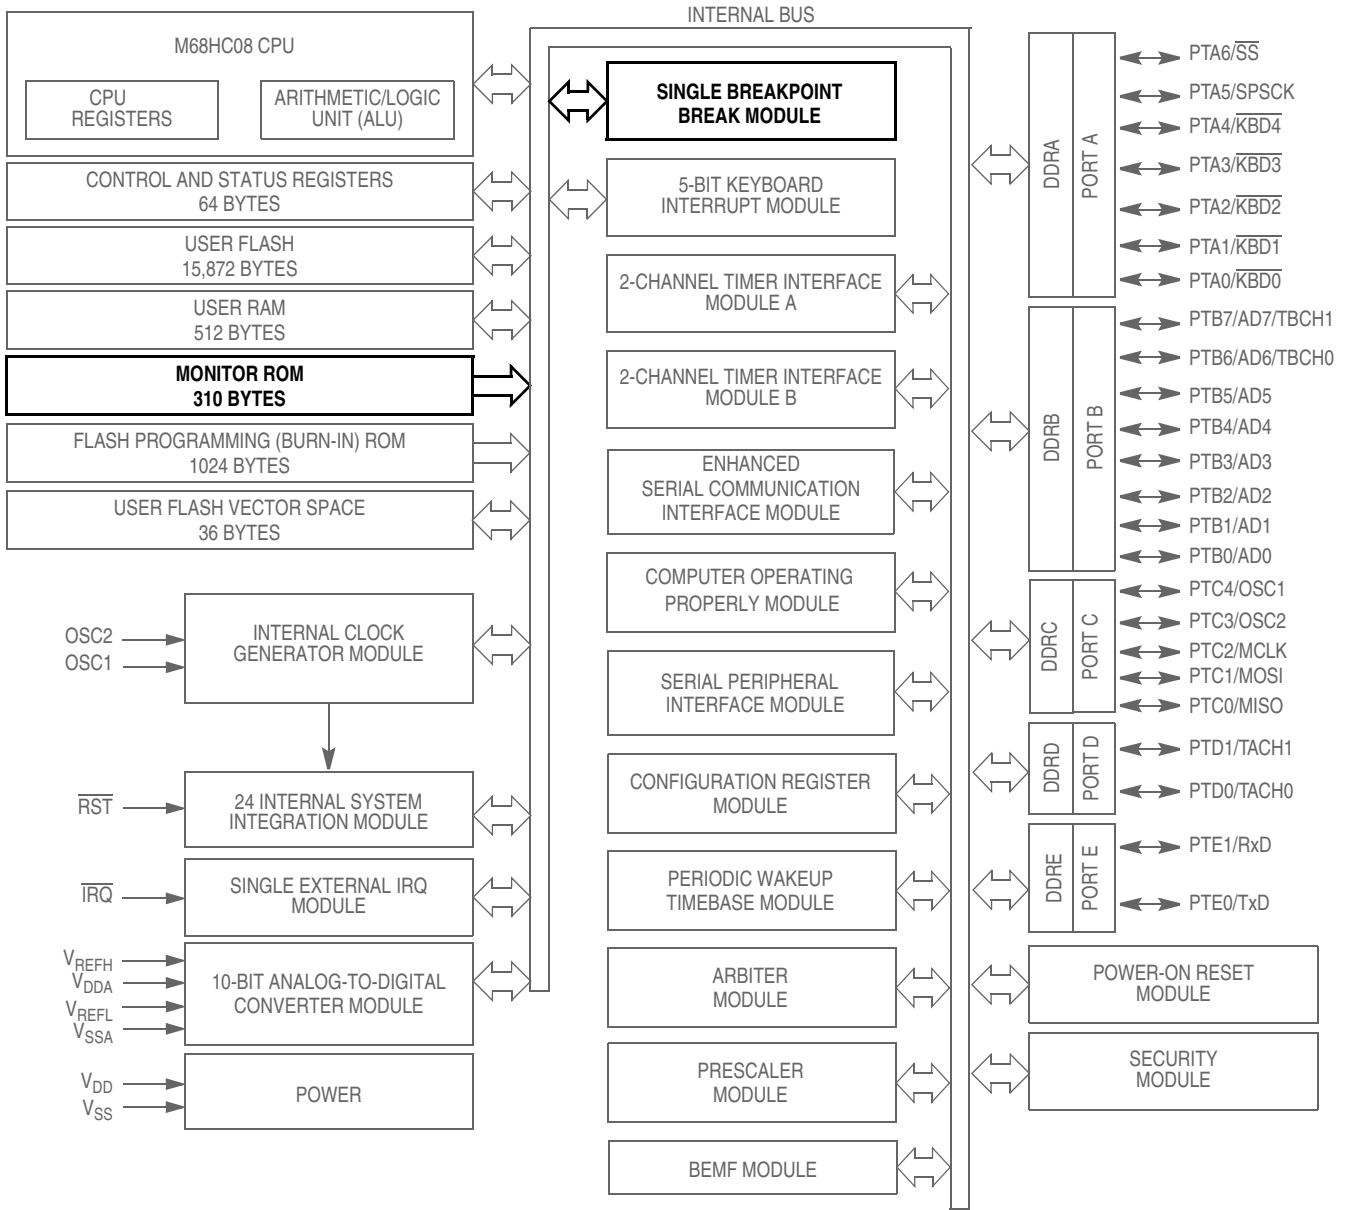 INTERNAL BUS
M68HC08 CPU
CPU
REGISTERS
ARITHMETIC/LOGIC
UNIT (ALU)
CONTROL AND STATUS REGISTERS
64 BYTES
USER FLASH
15,872 BYTES
USER RAM
512 BYTES
MONITOR ROM
310 BYTES
FLASH PROGRAMMING (BURN-IN) ROM
1024 BYTES
USER FLASH VECTOR SPACE
36 BYTES
OSC2
OSC1
INTERNAL CLOCK
GENERATOR MODULE
RST
24 INTERNAL SYSTEM
INTEGRATION MODULE
IRQ
SINGLE EXTERNAL IRQ
MODULE
VREFH
VDDA
VREFL
VSSA
10-BIT ANALOG-TO-DIGITAL
CONVERTER MODULE
VDD
VSS
POWER
SINGLE BREAKPOINT
BREAK MODULE
5-BIT KEYBOARD
INTERRUPT MODULE
2-CHANNEL TIMER INTERFACE
MODULE A
2-CHANNEL TIMER INTERFACE
MODULE B
ENHANCED
SERIAL COMMUNICATION
INTERFACE MODULE
COMPUTER OPERATING
PROPERLY MODULE
SERIAL PERIPHERAL
INTERFACE MODULE
CONFIGURATION REGISTER
MODULE
PERIODIC WAKEUP
TIMEBASE MODULE
ARBITER
MODULE
PRESCALER
MODULE
BEMF MODULE
DDRA
PORT A
PTA6/SS
PTA5/SPSCK
PTA4/KBD4
PTA3/KBD3
PTA2/KBD2
PTA1/KBD1
PTA0/KBD0
DDRB
PORT B
PTB7/AD7/TBCH1
PTB6/AD6/TBCH0
PTB5/AD5
PTB4/AD4
PTB3/AD3
PTB2/AD2
PTB1/AD1
PTB0/AD0
DDRC
PORT C
PTC4/OSC1
PTC3/OSC2
PTC2/MCLK
PTC1/MOSI
PTC0/MISO
DDRD
PORT D
PTD1/TACH1
PTD0/TACH0
DDRE
PORT E
PTE1/RxD
PTE0/TxD
POWER-ON RESET
MODULE
SECURITY
MODULE